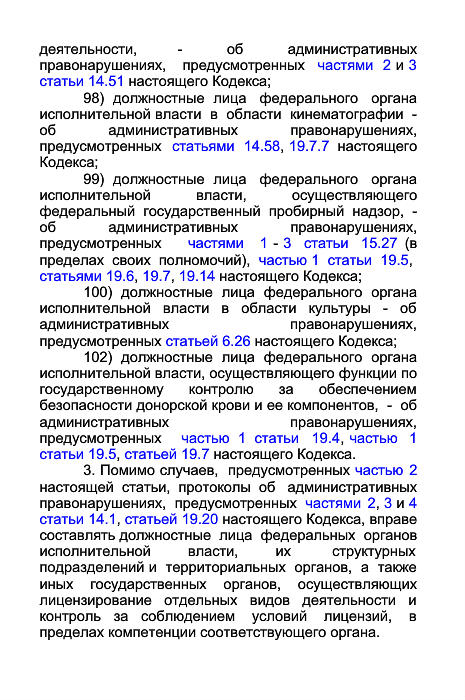 деятельности, - об административных
правонарушениях, предусмотренных частями 2 и 3
статьи 14.51 настоящего Кодекса;
98) должностные лица федерального органа
исполнительной власти в области кинематографии -
об административных правонарушениях,
предусмотренных статьями 14.58, 19.7.7 настоящего
Кодекса;
99) должностные лица федерального органа
исполнительной власти, осуществляющего
федеральный государственный пробирный надзор, -
об административных правонарушениях,
предусмотренных частями 1 - 3 статьи 15.27 (в
пределах своих полномочий), частью 1 статьи 19.5,
статьями 19.6, 19.7, 19.14 настоящего Кодекса;
100) должностные лица федерального органа
исполнительной власти в области культуры - об
административных правонарушениях,
предусмотренных статьей 6.26 настоящего Кодекса;
102) должностные лица федерального органа
исполнительной власти, осуществляющего функции по
государственному контролю за обеспечением
безопасности донорской крови и ее компонентов, - об
административных правонарушениях,
предусмотренных частью 1 статьи 19.4, частью 1
статьи 19.5, статьей 19.7 настоящего Кодекса.
3. Помимо случаев, предусмотренных частью 2
настоящей статьи, протоколы об административных
правонарушениях, предусмотренных частями 2, 3 и 4
статьи 14.1, статьей 19.20 настоящего Кодекса, вправе
составлять должностные лица федеральных органов
исполнительной власти, их структурных
подразделений и территориальных органов, а также
иных государственных органов, осуществляющих
лицензирование отдельных видов деятельности и
контроль за соблюдением условий лицензий, в
пределах компетенции соответствующего органа.